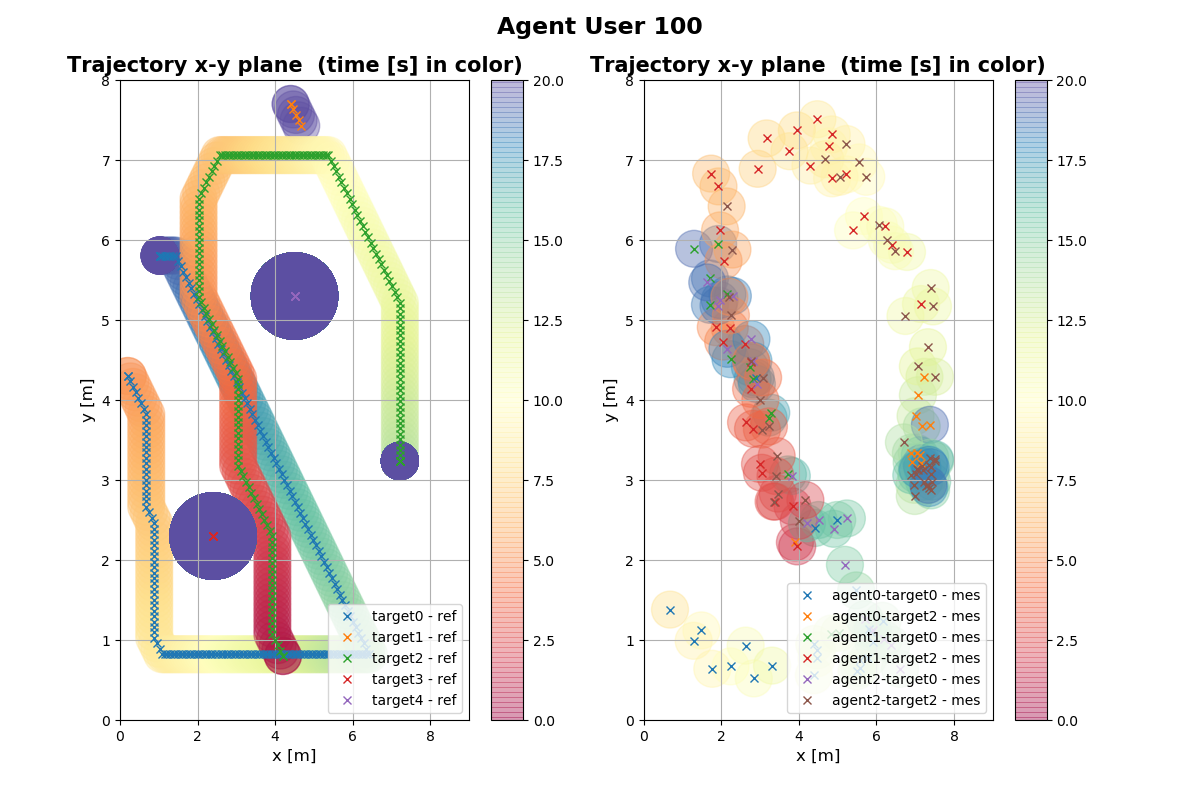 Agent User 100
Trajectory x-y plane  (time [s] in color)
8
7
6
5
4
3
2
1
0
0
2
4
6
8
y [m]
x [m]
target0 - ref
target1 - ref
target2 - ref
target3 - ref
target4 - ref
20.0
17.5
15.0
12.5
10.0
7.5
5.0
2.5
0.0
Trajectory x-y plane  (time [s] in color)
8
7
6
5
4
3
2
1
0
0
2
4
6
8
y [m]
x [m]
agent0-target0 - mes
agent0-target2 - mes
agent1-target0 - mes
agent1-target2 - mes
agent2-target0 - mes
agent2-target2 - mes
20.0
17.5
15.0
12.5
10.0
7.5
5.0
2.5
0.0